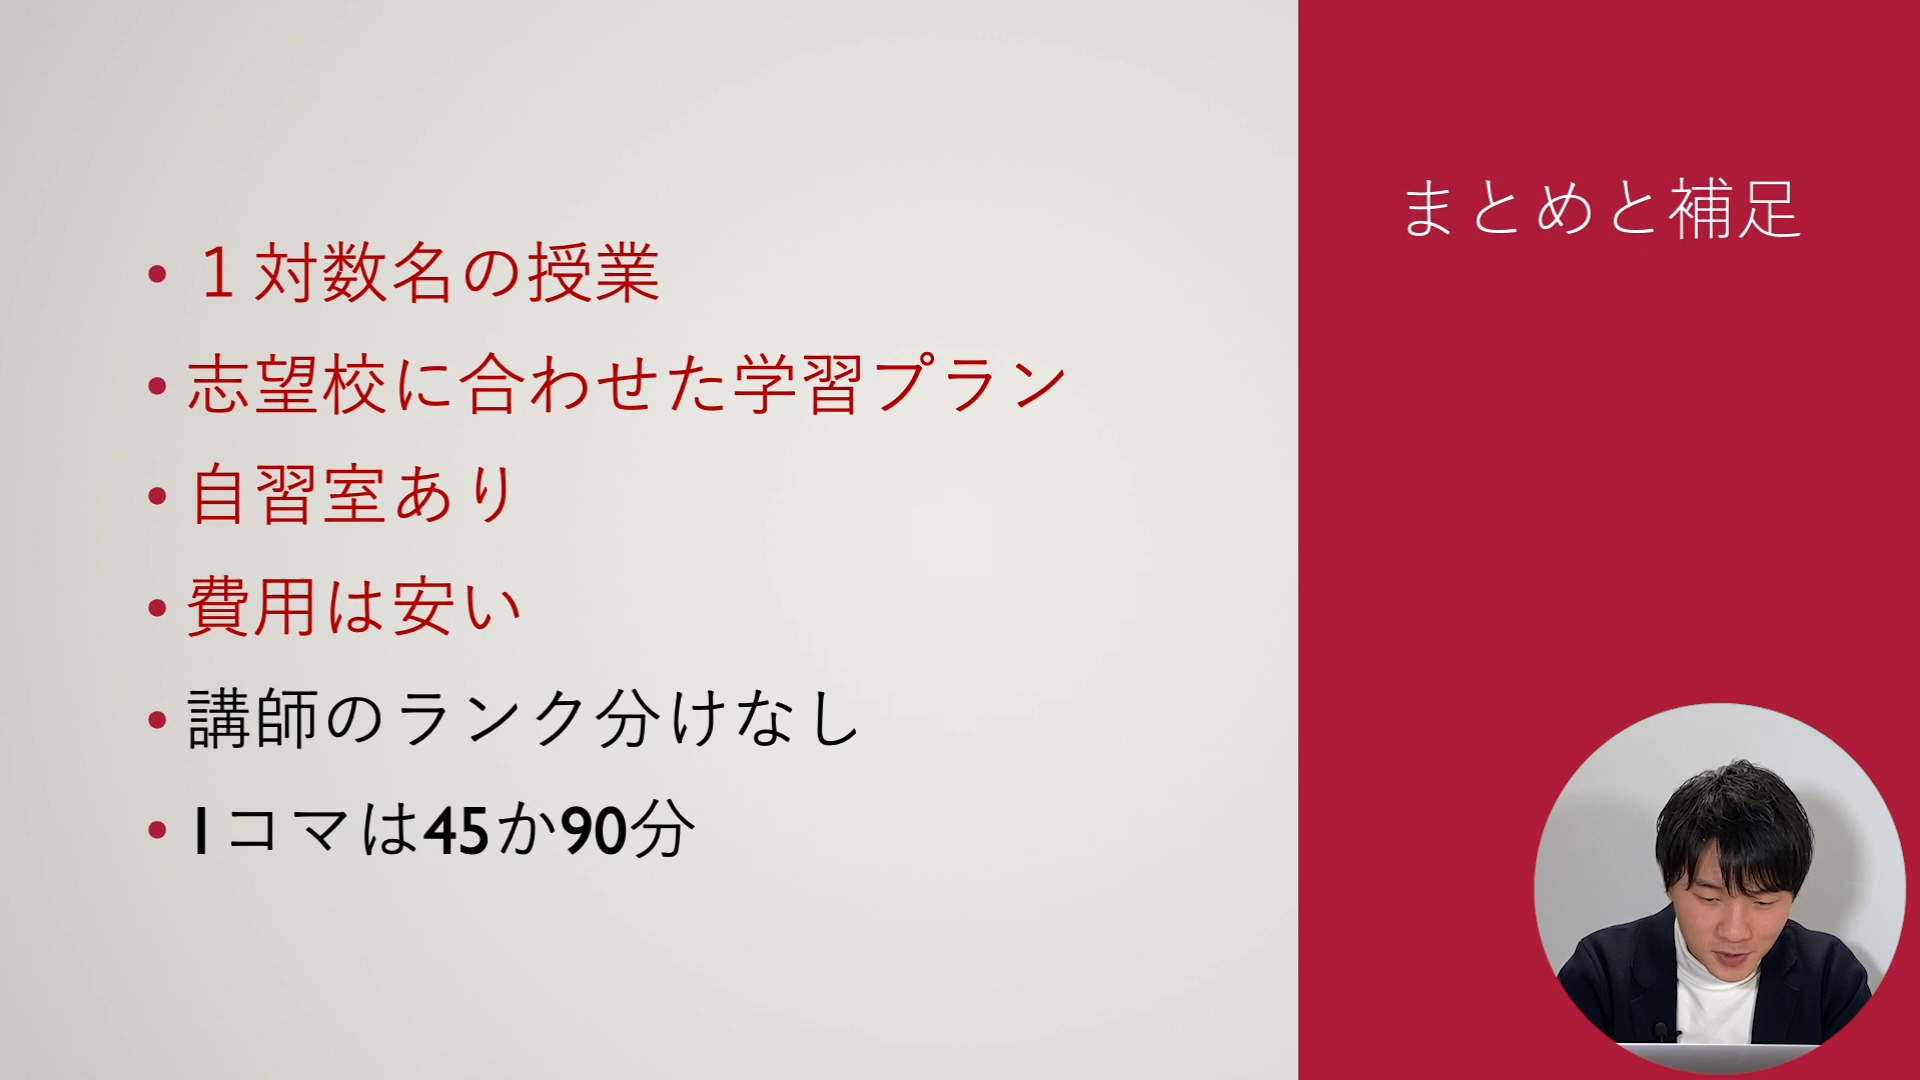 まとめと補足
• １対数名の授業
• 志望校に合わせた学習プラン
• 自習室あり
• 費用は安い
• 講師のランク分けなし
• 1コマは45か90分